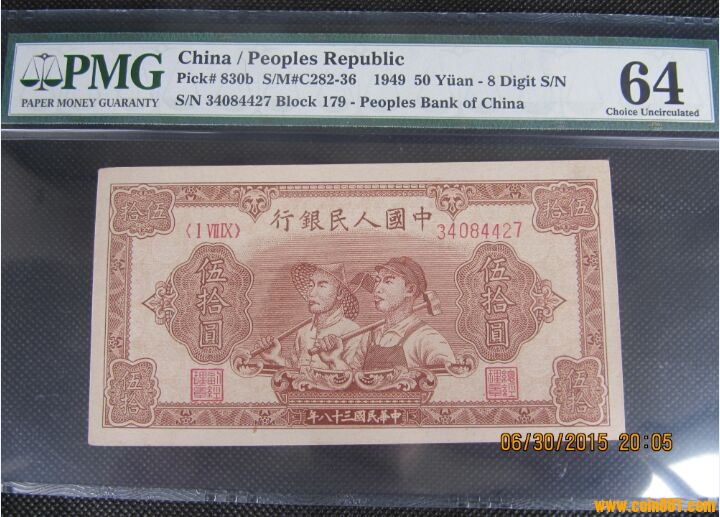 PMG
PAPER MONEY GUARANTY
China / Peoples Republic
Pick# 830b S/M#C282-36 1949 50 Yüan - 8 Digit S/N
S/N 34084427 Block 179 - Peoples Bank of China
64
Choice Uncirculated
拾伍
行銀民人國中
伍拾
〈I VII IX〉
34084427
伍拾圓
伍拾圓
伍拾
年八十三國民華中
伍拾
06/30/2015 20:05
www.coin001.com